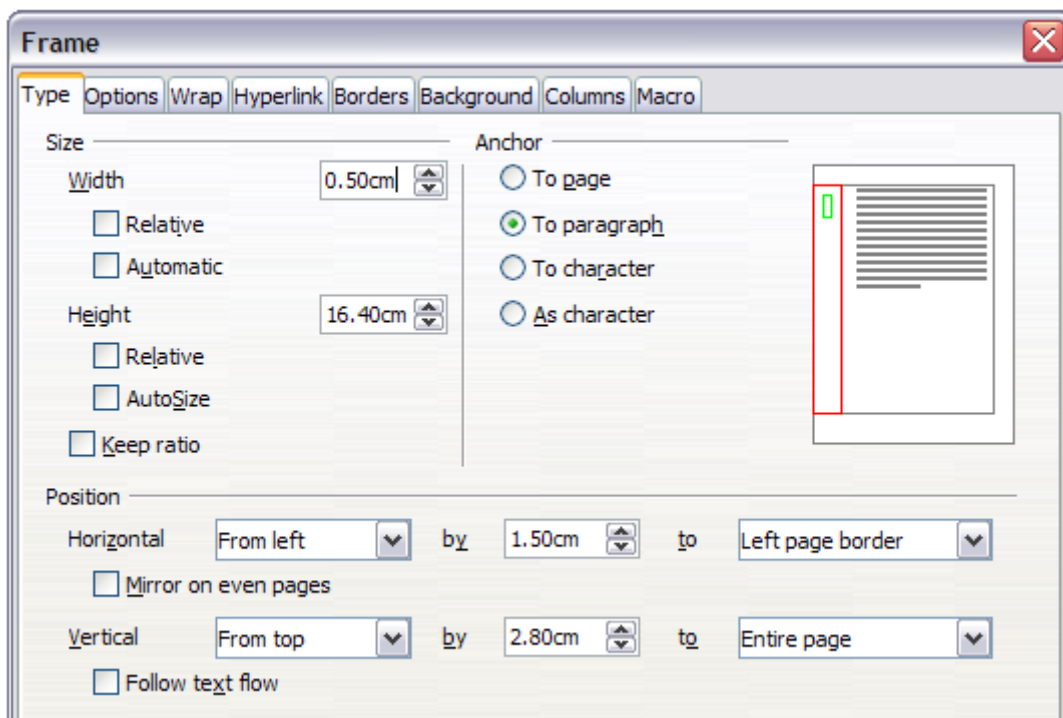 Frame
Type Options Wrap Hyperlink Borders Background Columns Macro
Size Anchor
Width 0.50cm To page
Relative To paragraph
Automatic To character
Height 16.40cm As character
Relative
AutoSize
Keep ratio
Position
Horizontal From left by 1.50cm to Left page border
Mirror on even pages
Vertical From top by 2.80cm to Entire page
Follow text flow